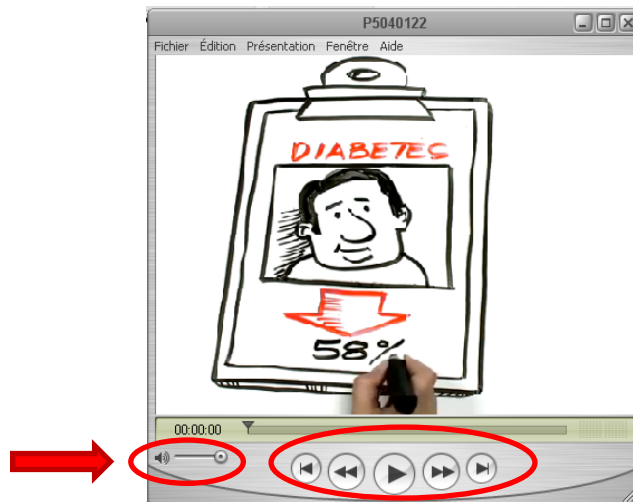 P5040122
Fichier Édition Présentation Fenêtre Aide
DIABETES
58%
00:00:00